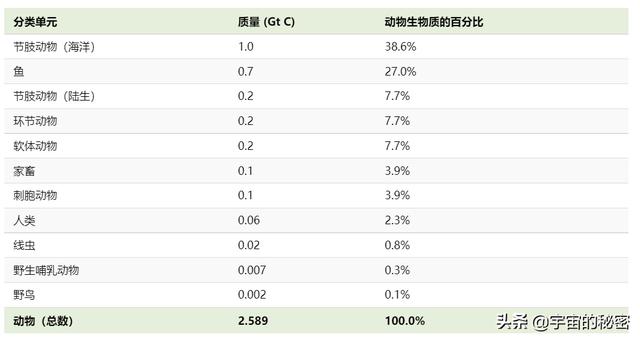 分类单元 质量 (Gt C) 动物生物质的百分比
节肢动物（海洋） 1.0 38.6%
鱼 0.7 27.0%
节肢动物（陆生） 0.2 7.7%
环节动物 0.2 7.7%
软体动物 0.2 7.7%
家畜 0.1 3.9%
刺胞动物 0.1 3.9%
人类 0.06 2.3%
线虫 0.02 0.8%
野生哺乳动物 0.007 0.3%
野鸟 0.002 0.1%
动物（总数） 2.589 100.0%
头条 @宇宙的秘密